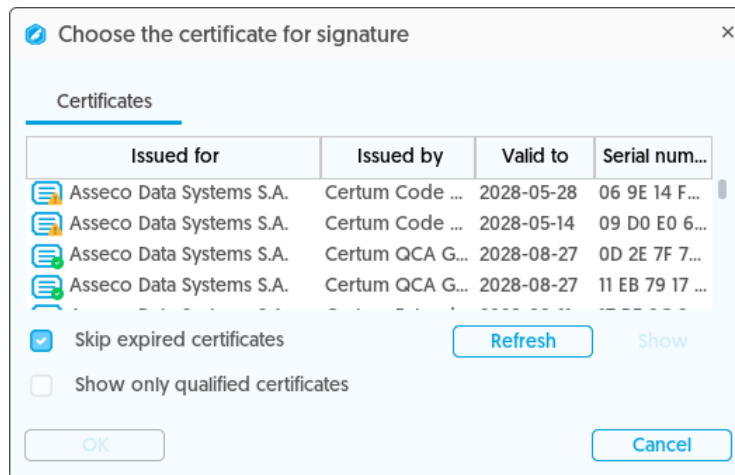 Choose the certificate for signature ×
Certificates
Issued for Issued by Valid to Serial num...
Asseco Data Systems S.A. Certum Code ... 2028-05-28 06 9E 14 F...
Asseco Data Systems S.A. Certum Code ... 2028-05-14 09 D0 E0 6...
Asseco Data Systems S.A. Certum QCA G... 2028-08-27 0D 2E 7F 7...
Asseco Data Systems S.A. Certum QCA G... 2028-08-27 11 EB 79 17 ...
Skip expired certificates Refresh Show
Show only qualified certificates
OK Cancel